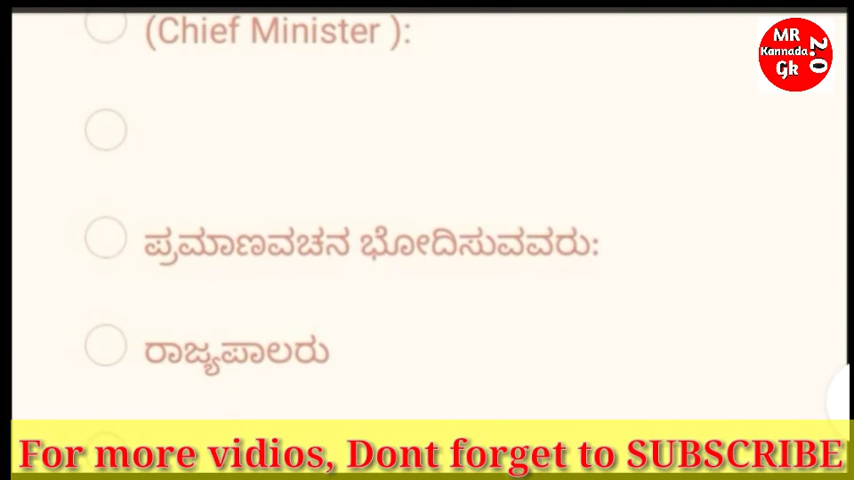 (Chief Minister ):
MR
Kannada
Gk
2.0
ಪ್ರಮಾಣವಚನ ಭೋದಿಸುವವರು:
ರಾಜ್ಯಪಾಲರು
For more vidios, Dont forget to SUBSCRIBE